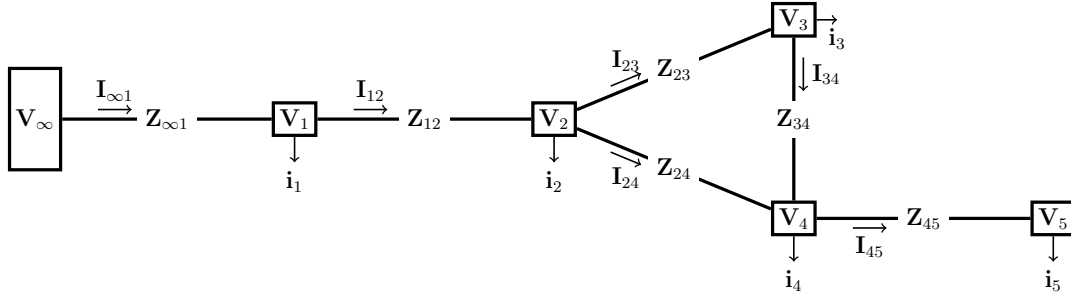 V₃
i₃
I₂₃
Z₂₃
I₃₄
I∞₁
I₁₂
V∞
Z∞₁
V₁
Z₁₂
V₂
Z₃₄
i₁
i₂
I₂₄
Z₂₄
V₄
Z₄₅
V₅
I₄₅
i₄
i₅